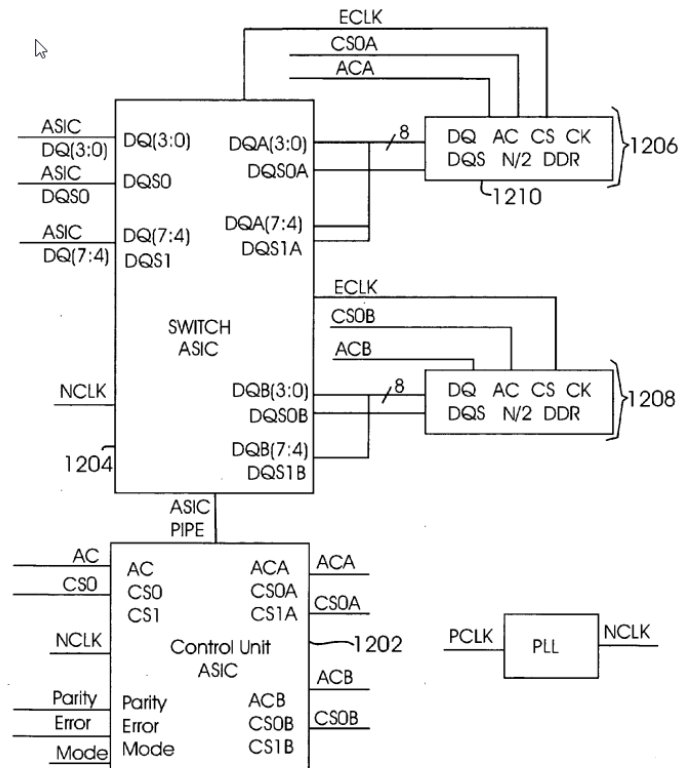 ECLK
CS0A
ACA
ASIC
DQ(3:0)
DQ(3:0)
DQA(3:0)
8
DQ AC CS CK
DQS N/2 DDR
1206
ASIC
DQS0
DQS0
DQS0A
1210
ASIC
DQ(7:4)
DQ(7:4)
DQS1
DQA(7:4)
DQS1A
ECLK
CS0B
ACB
SWITCH
ASIC
NCLK
DQB(3:0)
DQS0B
8
DQ AC CS CK
DQS N/2 DDR
1208
1204
DQB(7:4)
DQS1B
ASIC
PIPE
AC
CS0
AC
CS0
CS1
ACA
CS0A
CS1A
ACA
CS0A
NCLK
Control Unit
ASIC
1202
PCLK
PLL
NCLK
Parity
Error
Mode
Parity
Error
Mode
ACB
CS0B
CS1B
ACB
CS0B